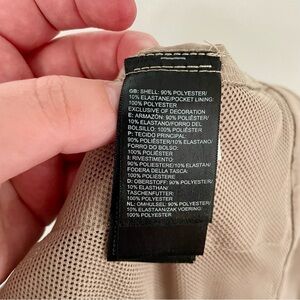 GB: SHELL: 90% POLYESTER/
10% ELASTANE/POCKET LINING:
100% POLYESTER
EXCLUSIVE OF DECORATION
E: ARMAZÓN: 90% POLIÉSTER/
10% ELASTANO/FORRO DEL
BOLSILLO: 100% POLIÉSTER
P: TECIDO PRINCIPAL:
90% POLIÉSTER/10% ELASTANO/
FORRO DO BOLSO:
100% POLIÉSTER
I: RIVESTIMENTO:
90% POLIESTERE/10% ELASTAN/
FODERA DELLA TASCA:
100% POLIESTERE
D: OBERSTOFF: 90% POLYESTER/
10% ELASTHAN/
TASCHENFUTTER:
100% POLYESTER
NL: OMHULSEL: 90% POLYESTER/
10% ELASTAAN/ZAK VOERING:
100% POLYESTER